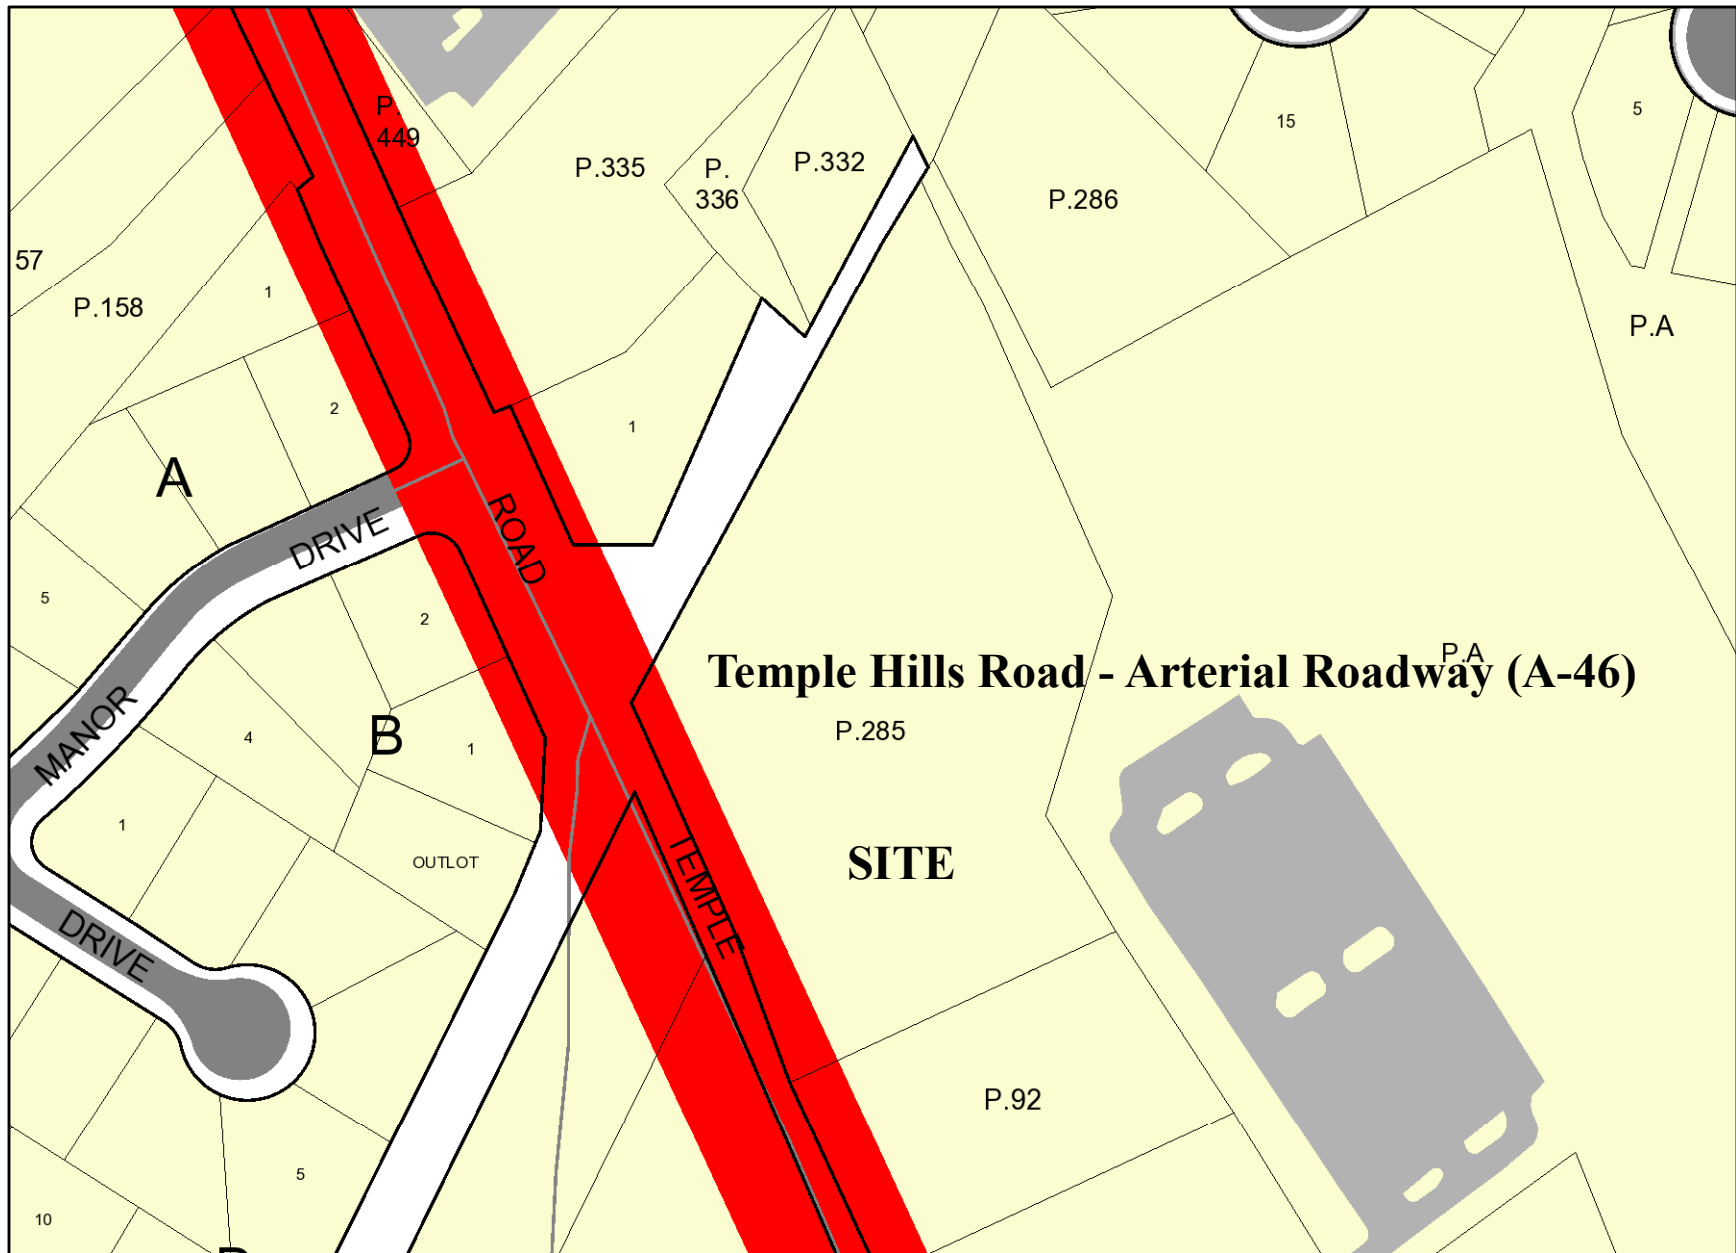 P.
449
15
5
P.335
P.
336
P.332
P.286
57
P.158
1
P.A
2
1
A
ROAD
DRIVE
5
2
Temple Hills Road - Arterial Roadway (A-46)
P.A
P.285
MANOR
4
B
1
1
OUTLOT
SITE
TEMPLE
DRIVE
P.92
5
10